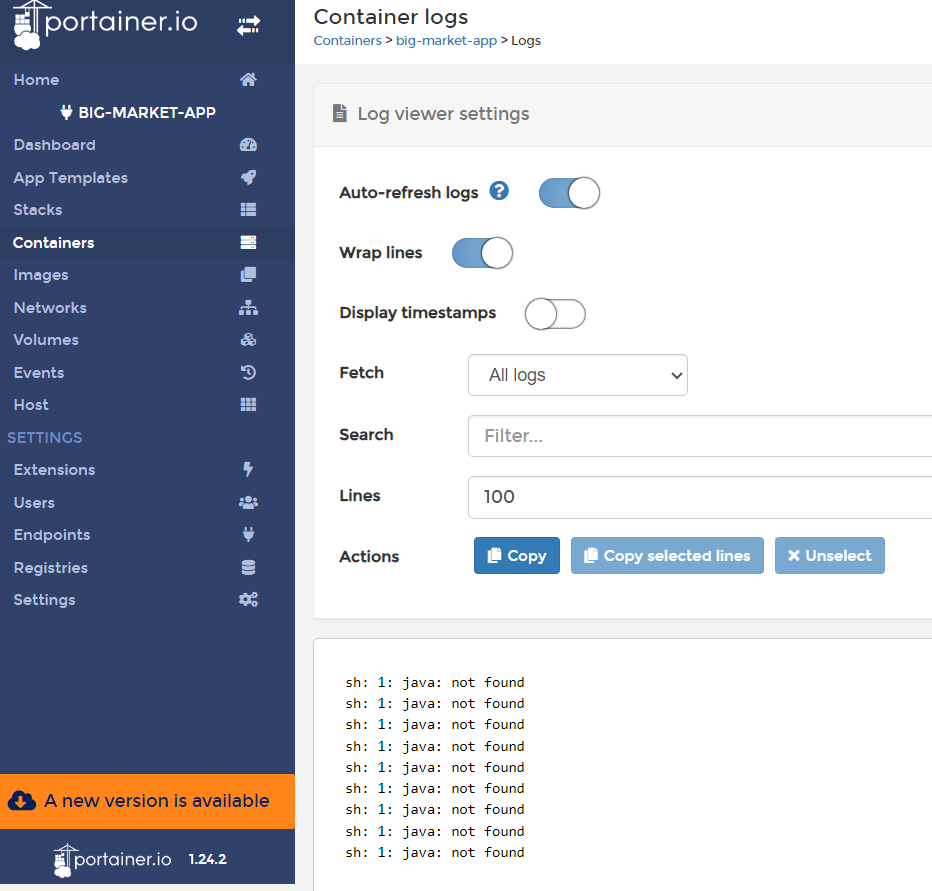 portainer.io
Home
BIG-MARKET-APP
Dashboard
App Templates
Stacks
Containers
Images
Networks
Volumes
Events
Host
SETTINGS
Extensions
Users
Endpoints
Registries
Settings
A new version is available
portainer.io 1.24.2
Container logs
Containers > big-market-app > Logs
Log viewer settings
Auto-refresh logs ?
Wrap lines
Display timestamps
Fetch All logs
Search Filter...
Lines 100
Actions Copy Copy selected lines Unselect
sh: 1: java: not found
sh: 1: java: not found
sh: 1: java: not found
sh: 1: java: not found
sh: 1: java: not found
sh: 1: java: not found
sh: 1: java: not found
sh: 1: java: not found
sh: 1: java: not found